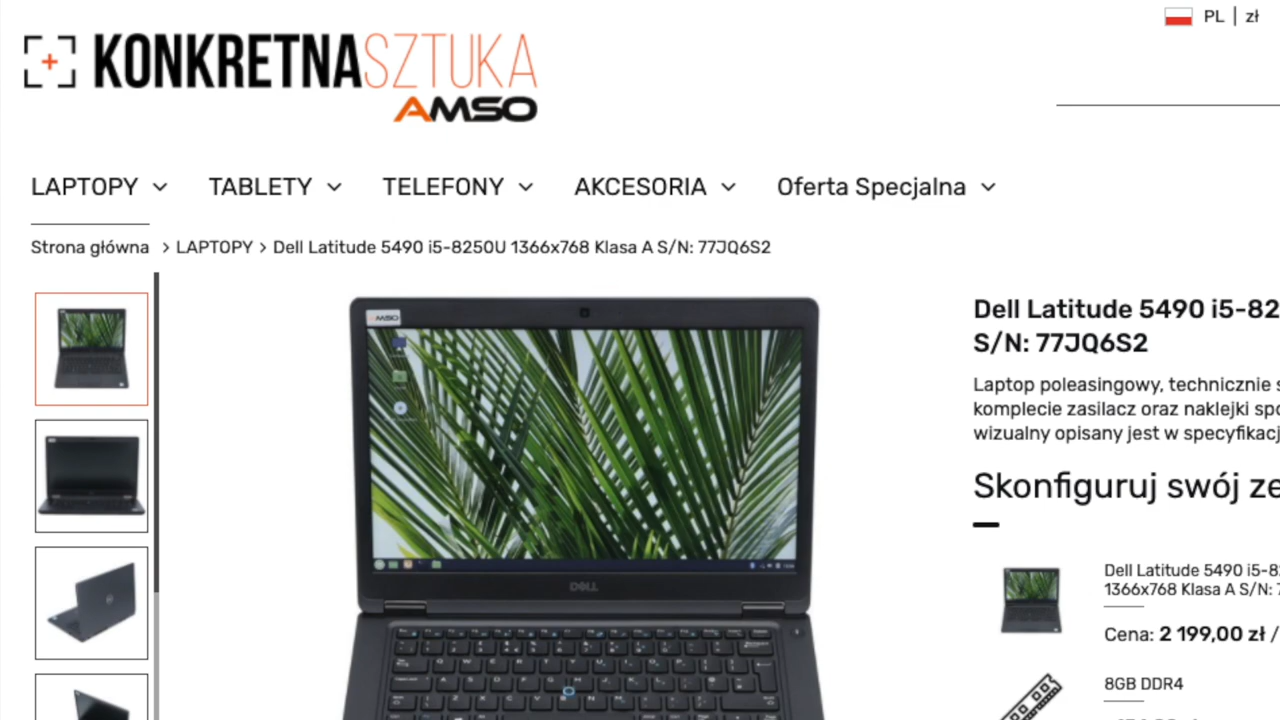 PL | zł
KONKRETNASZTUKA
AMSO
LAPTOPY TABLETY TELEFONY AKCESORIA Oferta Specjalna
Strona główna > LAPTOPY > Dell Latitude 5490 i5-8250U 1366x768 Klasa A S/N: 77JQ6S2
AMSO
DELL
Dell Latitude 5490 i5-82
S/N: 77JQ6S2
Laptop poleasingowy, technicznie s
komplecie zasilacz oraz naklejki spo
wizualny opisany jest w specyfikacj
Skonfiguruj swój ze
Dell Latitude 5490 i5-8
1366x768 Klasa A S/N:
Cena: 2 199,00 zł /
8GB DDR4